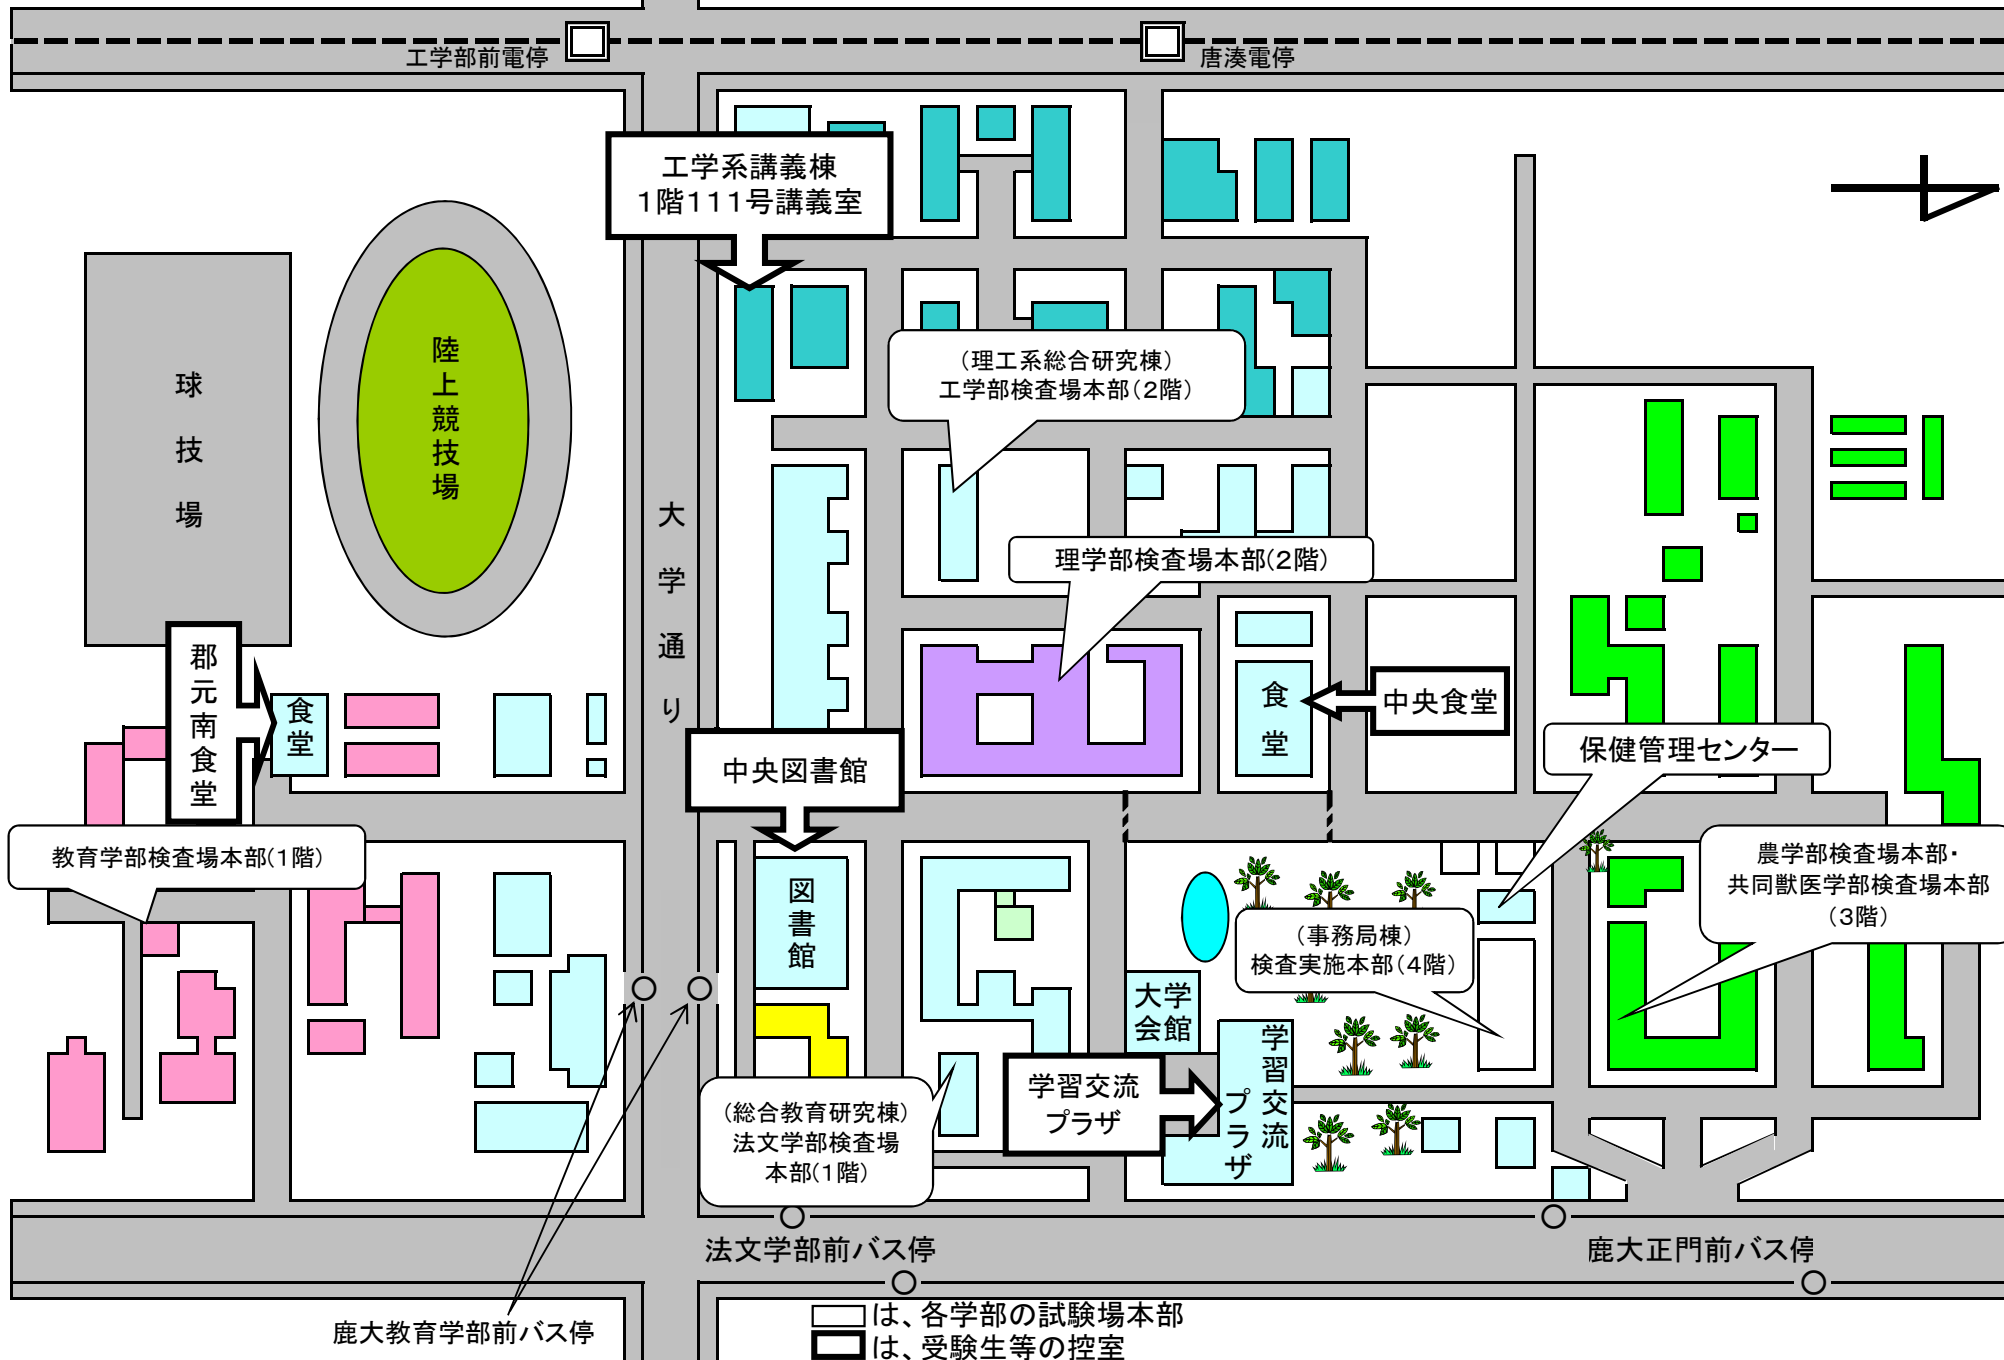 工学部前電停
唐湊電停
工学系講義棟
1階111号講義室
球技場
陸上競技場
(理工系総合研究棟)
工学部検査場本部(2階)
大学通り
理学部検査場本部(2階)
郡元南食堂
食堂
食堂
中央食堂
中央図書館
保健管理センター
教育学部検査場本部(1階)
農学部検査場本部・
共同獣医学部検査場本部
(3階)
図書館
(事務局棟)
検査実施本部(4階)
大学
会館
学習交流
プラザ
学習交流
プラザ
(総合教育研究棟)
法文学部検査場
本部(1階)
法文学部前バス停
鹿大正門前バス停
鹿大教育学部前バス停
は、各学部の試験場本部
は、受験生等の控室